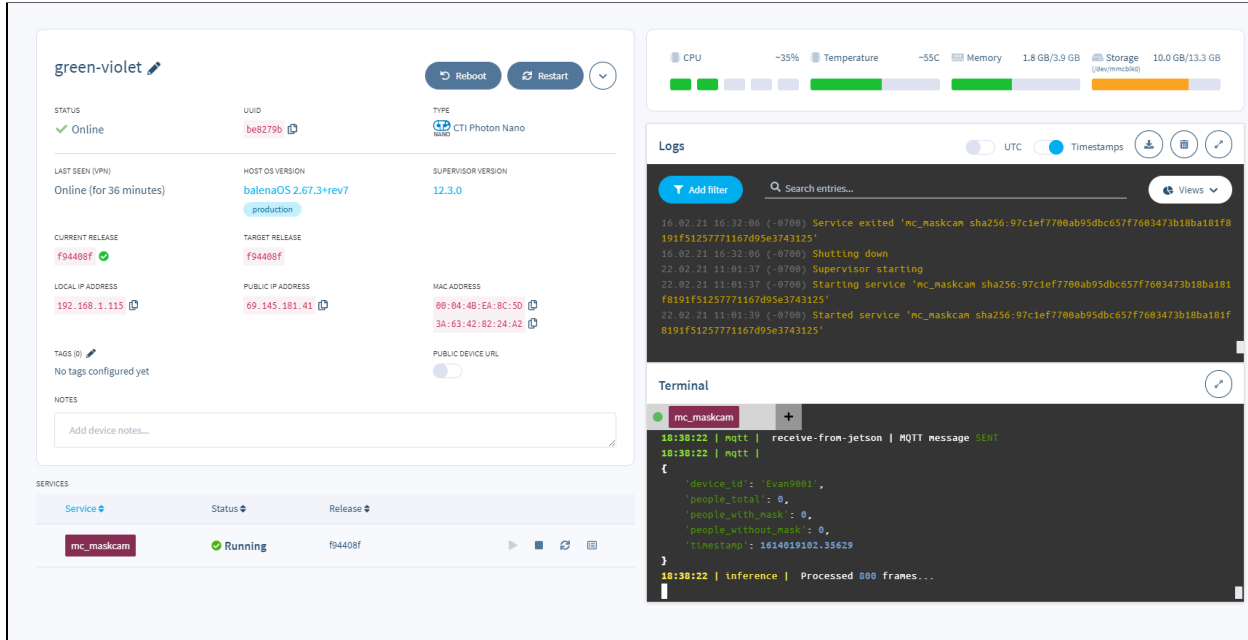 green-violet
Reboot
Restart
STATUS
UUID
TYPE
Online
be8279b
NANO
CTI Photon Nano
LAST SEEN (VPN)
HOST OS VERSION
SUPERVISOR VERSION
Online (for 36 minutes)
balenaOS 2.67.3+rev7
12.3.0
production
CURRENT RELEASE
TARGET RELEASE
f94408f
f94408f
LOCAL IP ADDRESS
PUBLIC IP ADDRESS
MAC ADDRESS
192.168.1.115
69.145.181.41
00:04:4B:EA:8C:5D
3A:63:42:82:24:A2
TAGS (0)
PUBLIC DEVICE URL
No tags configured yet
NOTES
Add device notes...
SERVICES
Service
Status
Release
mc_maskcam
Running
f94408f
CPU ~35%
Temperature ~55C
Memory 1.8 GB/3.9 GB
Storage 10.0 GB/13.3 GB
(/dev/mmcblk0)
Logs
UTC
Timestamps
Add filter
Search entries...
Views
16.02.21 16:32:06 (-0700) Service exited 'mc_maskcam sha256:97c1ef7700ab95dbc657f7603473b18ba181f8
191f51257771167d95e3743125'
16.02.21 16:32:06 (-0700) Shutting down
22.02.21 11:01:37 (-0700) Supervisor starting
22.02.21 11:01:37 (-0700) Starting service 'mc_maskcam sha256:97c1ef7700ab95dbc657f7603473b18ba181
f8191f51257771167d95e3743125'
22.02.21 11:01:39 (-0700) Started service 'mc_maskcam sha256:97c1ef7700ab95dbc657f7603473b18ba181f
8191f51257771167d95e3743125'
Terminal
mc_maskcam
+
18:38:22 | mqtt | receive-from-jetson | MQTT message SENT
18:38:22 | mqtt |
{
'device_id': 'Evan9001',
'people_total': 0,
'people_with_mask': 0,
'people_without_mask': 0,
'timestamp': 1614019102.35629
}
18:38:22 | inference | Processed 800 frames...